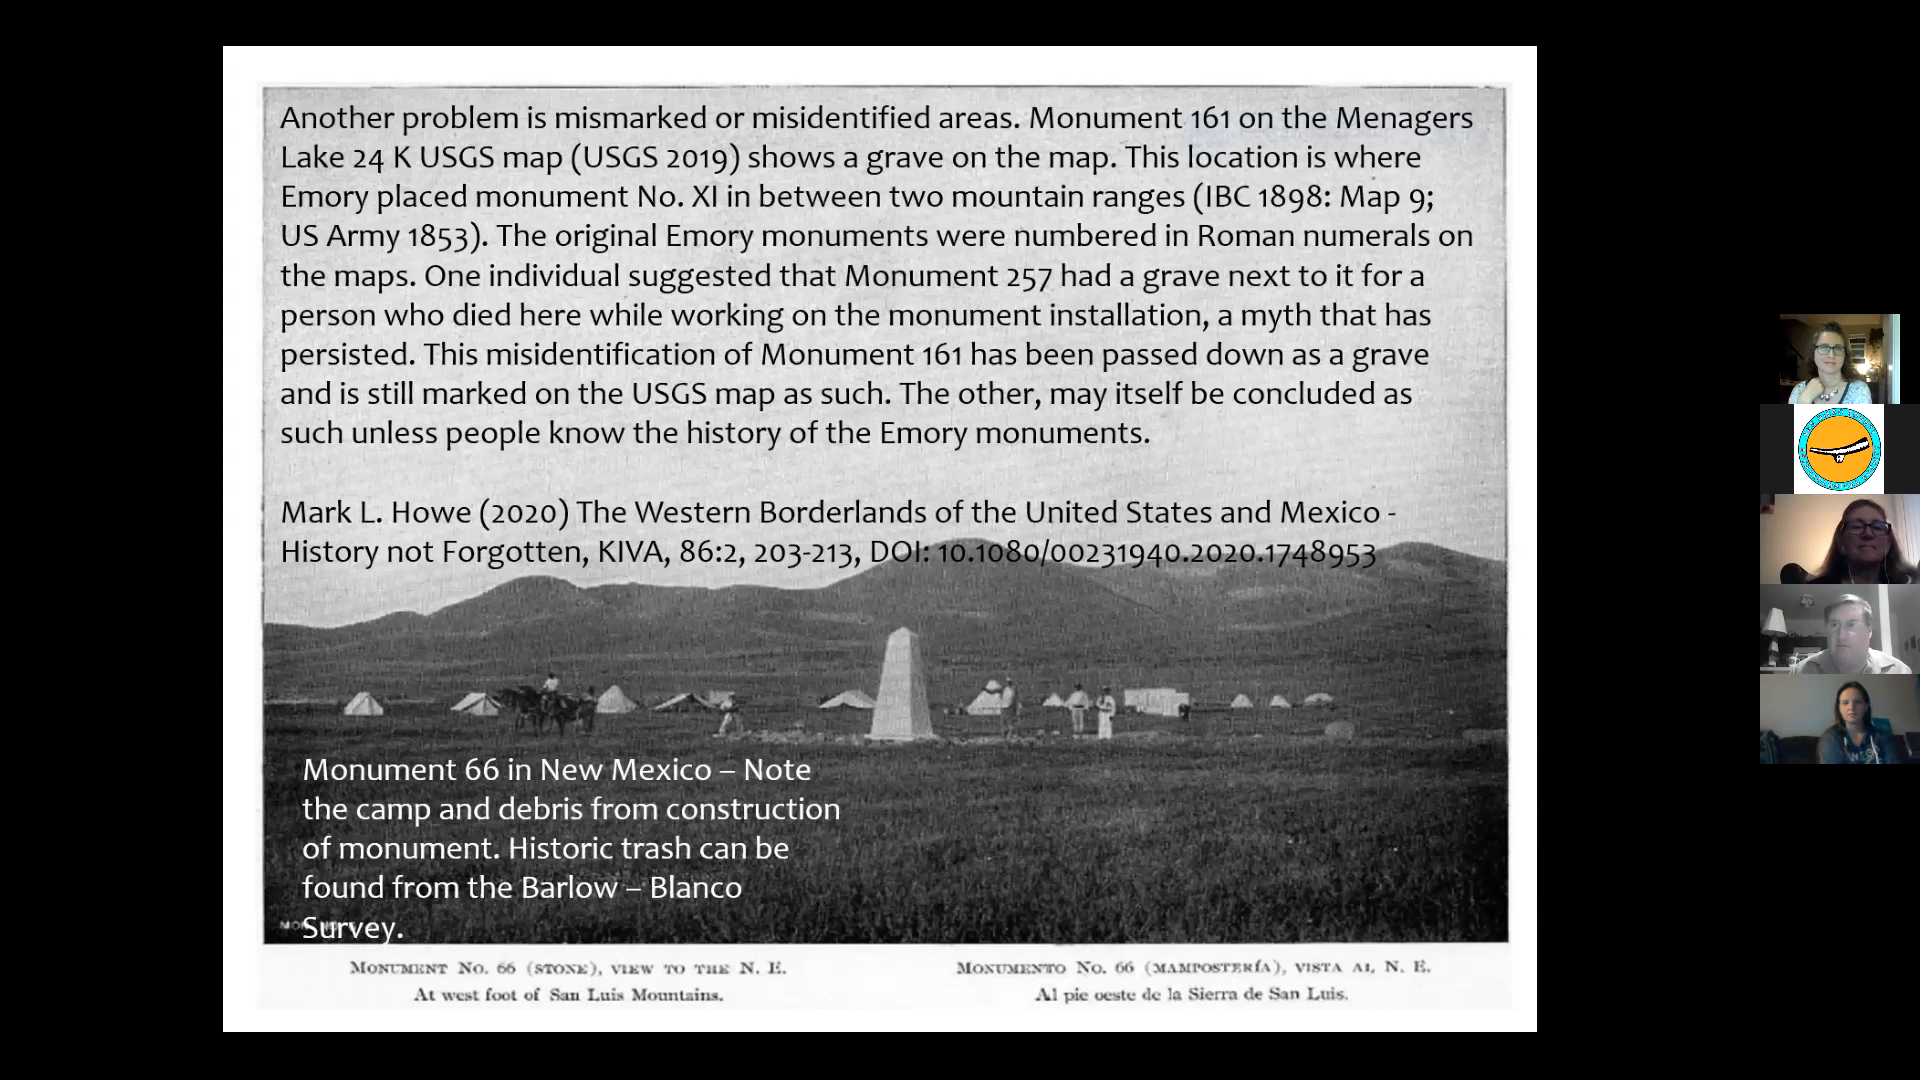 Another problem is mismarked or misidentified areas. Monument 161 on the Menagers
Lake 24 K USGS map (USGS 2019) shows a grave on the map. This location is where
Emory placed monument No. XI in between two mountain ranges (IBC 1898: Map 9;
US Army 1853). The original Emory monuments were numbered in Roman numerals on
the maps. One individual suggested that Monument 257 had a grave next to it for a
person who died here while working on the monument installation, a myth that has
persisted. This misidentification of Monument 161 has been passed down as a grave
and is still marked on the USGS map as such. The other, may itself be concluded as
such unless people know the history of the Emory monuments.
Mark L. Howe (2020) The Western Borderlands of the United States and Mexico -
History not Forgotten, KIVA, 86:2, 203-213, DOI: 10.1080/00231940.2020.1748953
Monument 66 in New Mexico – Note
the camp and debris from construction
of monument. Historic trash can be
found from the Barlow – Blanco
Survey.
MONUMENT No. 66 (STONE), VIEW TO THE N. E.
At west foot of San Luis Mountains.
MONUMENTO No. 66 (MAMPOSTERÍA), VISTA AL N. E.
Al pie oeste de la Sierra de San Luis.